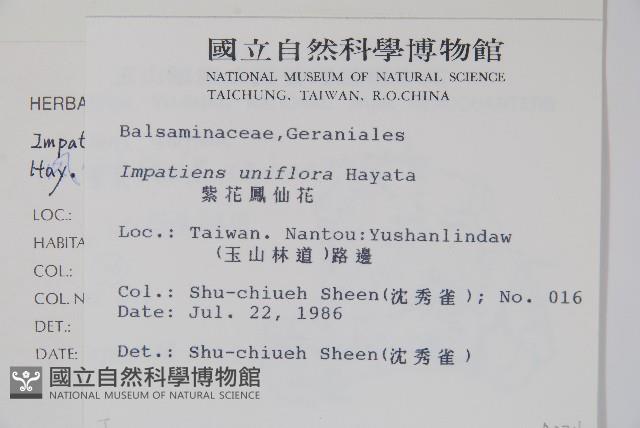 國立自然科學博物館
NATIONAL MUSEUM OF NATURAL SCIENCE
TAICHUNG, TAIWAN, R.O.CHINA
HERBA
Balsaminaceae,Geraniales
Impat
Impatiens uniflora Hayata
Hay.
紫花鳳仙花
LOC.:
Loc.: Taiwan. Nantou:Yushanlindaw
HABITA
(玉山林道)路邊
COL.:
Col.: Shu-chiueh Sheen(沈秀雀); No. 016
COL. N
Date: Jul. 22, 1986
DET.:
DATE:
Det.: Shu-chiueh Sheen(沈秀雀)
國立自然科學博物館
NATIONAL MUSEUM OF NATURAL SCIENCE